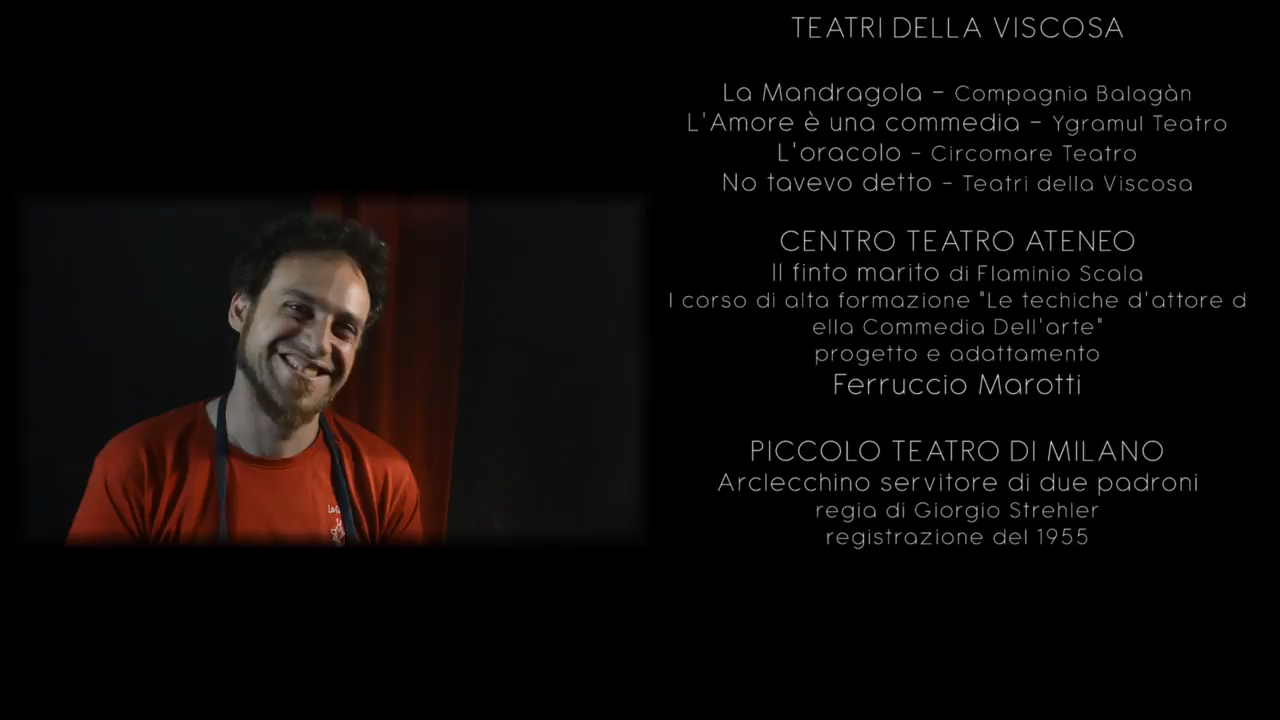 TEATRI DELLA VISCOSA
La Mandragola – Compagnia Balagàn
L'Amore è una commedia – Ygramul Teatro
L'oracolo – Circomare Teatro
No tavevo detto – Teatri della Viscosa
CENTRO TEATRO ATENEO
Il finto marito di Flaminio Scala
I corso di alta formazione "Le techiche d'attore d
ella Commedia Dell'arte"
progetto e adattamento
Ferruccio Marotti
PICCOLO TEATRO DI MILANO
Arclecchino servitore di due padroni
regia di Giorgio Strehler
registrazione del 1955